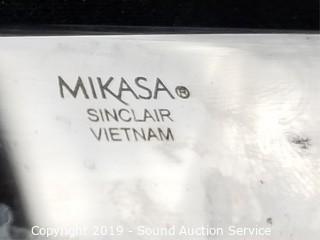 MIKASA®
SINCLAIR
VIETNAM
Copyright 2019 - Sound Auction Service